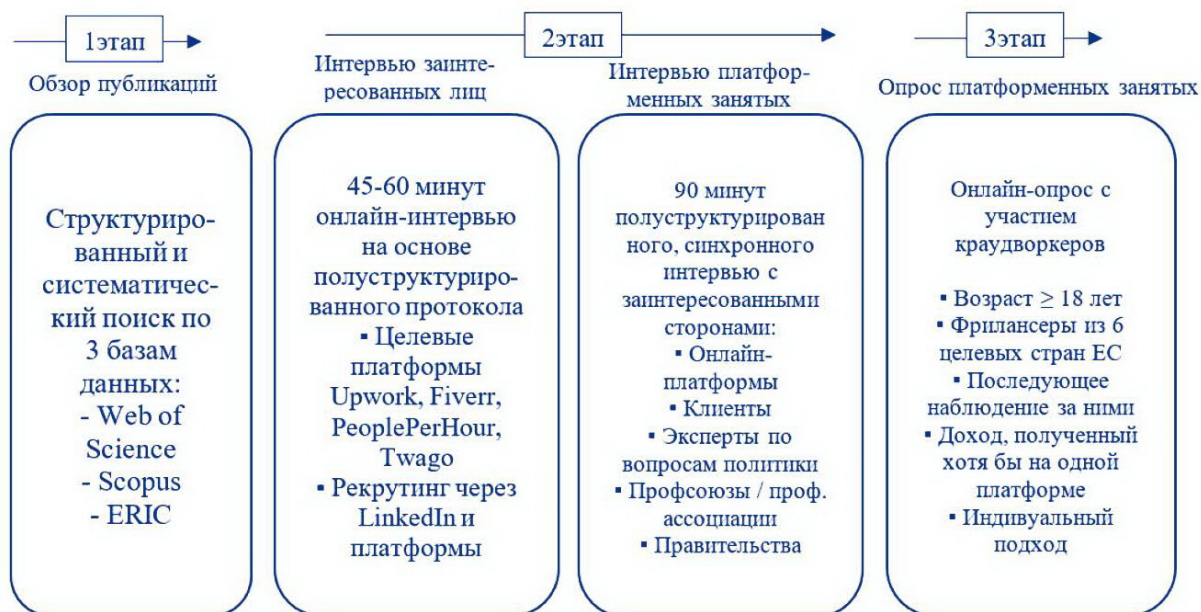 1этап
Обзор публикаций
Структуриро-
ванный и
систематичес-
кий поиск по
3 базам
данных:
- Web of
Science
- Scopus
- ERIC
2этап
Интервью заинте-
ресованных лиц
45-60 минут
онлайн-интервью
на основе
полуструктуриро-
ванного протокола
▪ Целевые
платформы
Upwork, Fiverr,
PeoplePerHour,
Twago
▪ Рекрутинг через
LinkedIn и
платформы
Интервью платфор-
менных занятых
90 минут
полуструктурирован
ного, синхронного
интервью с
заинтересованными
сторонами:
▪ Онлайн-
платформы
▪ Клиенты
▪ Эксперты по
вопросам политики
▪ Профсоюзы / проф.
ассоциации
▪ Правительства
3этап
Опрос платформенных занятых
Онлайн-опрос с
участием
краудворкеров
▪ Возраст ≥ 18 лет
▪ Фрилансеры из 6
целевых стран ЕС
▪ Последующее
наблюдение за ними
▪ Доход, полученный
хотя бы на одной
платформе
▪ Индивуальный
подход